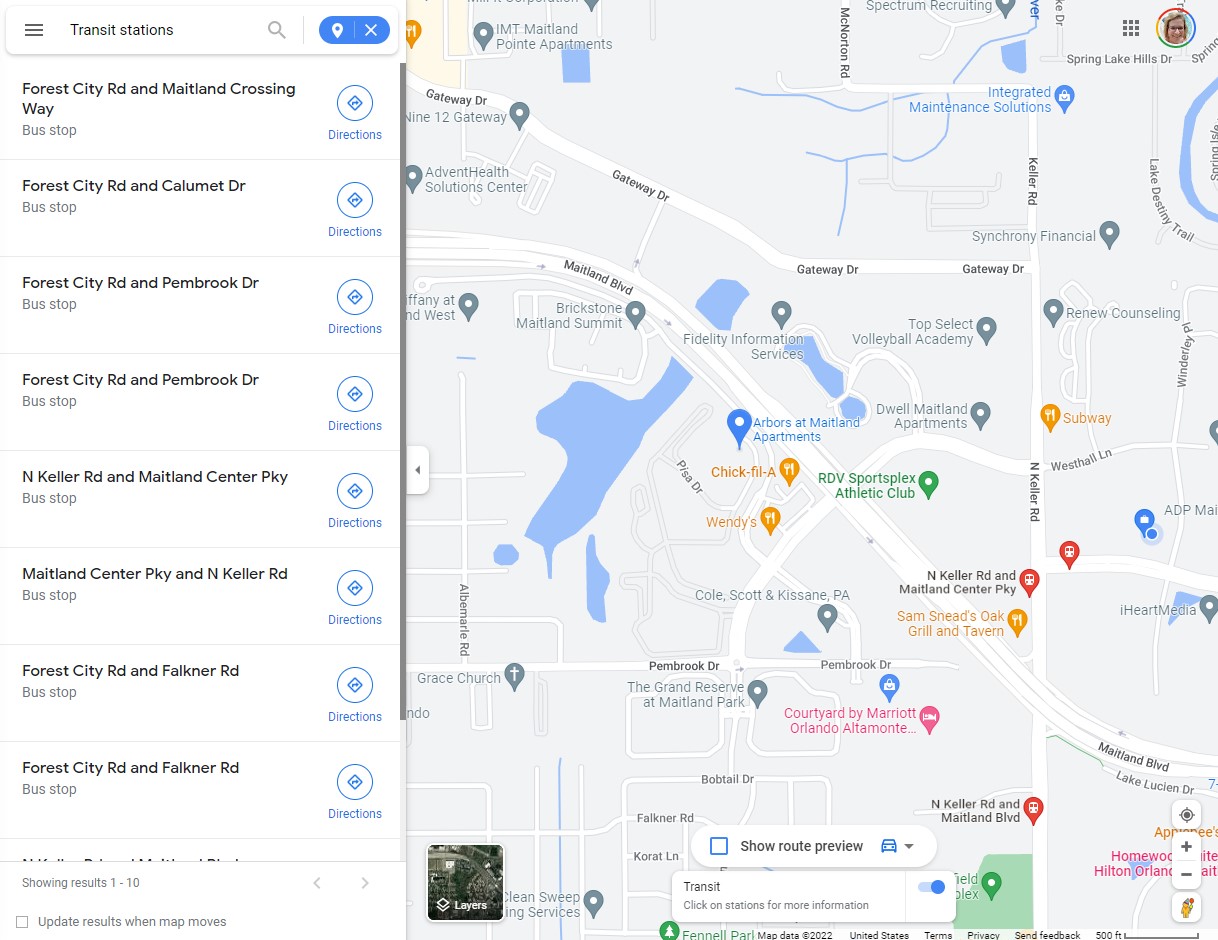 Transit stations
Forest City Rd and Maitland Crossing
Way
Bus stop
Directions
Forest City Rd and Calumet Dr
Bus stop
Directions
Forest City Rd and Pembrook Dr
Bus stop
Directions
Forest City Rd and Pembrook Dr
Bus stop
Directions
N Keller Rd and Maitland Center Pky
Bus stop
Directions
Maitland Center Pky and N Keller Rd
Bus stop
Directions
Forest City Rd and Falkner Rd
Bus stop
Directions
Forest City Rd and Falkner Rd
Bus stop
Directions
Showing results 1 - 10
Update results when map moves
Spectrum Recruiting
IMT Maitland
Pointe Apartments
McNorton Rd
Spring Lake Hills Dr
Gateway Dr
Nine 12 Gateway
Integrated
Maintenance Solutions
AdventHealth
Solutions Center
Gateway Dr
Keller Rd
Lake Destiny Trail
Synchrony Financial
Maitland Blvd
Gateway Dr
Gateway Dr
ffany at
nd West
Brickstone
Maitland Summit
Fidelity Information
Services
Top Select
Volleyball Academy
Renew Counseling
Winderley Pl
Arbors at Maitland
Apartments
Dwell Maitland
Apartments
Subway
Chick-fil-A
Pisa Dr
RDV Sportsplex
Athletic Club
Westhall Ln
N Keller Rd
Wendy's
ADP Mai
N Keller Rd and
Maitland Center Pky
Cole, Scott & Kissane, PA
Sam Snead's Oak
Grill and Tavern
iHeartMedia
Albemarle Rd
Pembrook Dr
Pembrook Dr
Grace Church
The Grand Reserve
at Maitland Park
Courtyard by Marriott
Orlando Altamonte...
ndo
Maitland Blvd
Bobtail Dr
Lake Lucien Dr
7-
N Keller Rd and
Maitland Blvd
Falkner Rd
Korat Ln
Show route preview
Layers
Clean Sweep
ing Services
Transit
Click on stations for more information
Fennell Park
Map data ©2022
United States
Terms
Privacy
Send feedback
500 ft